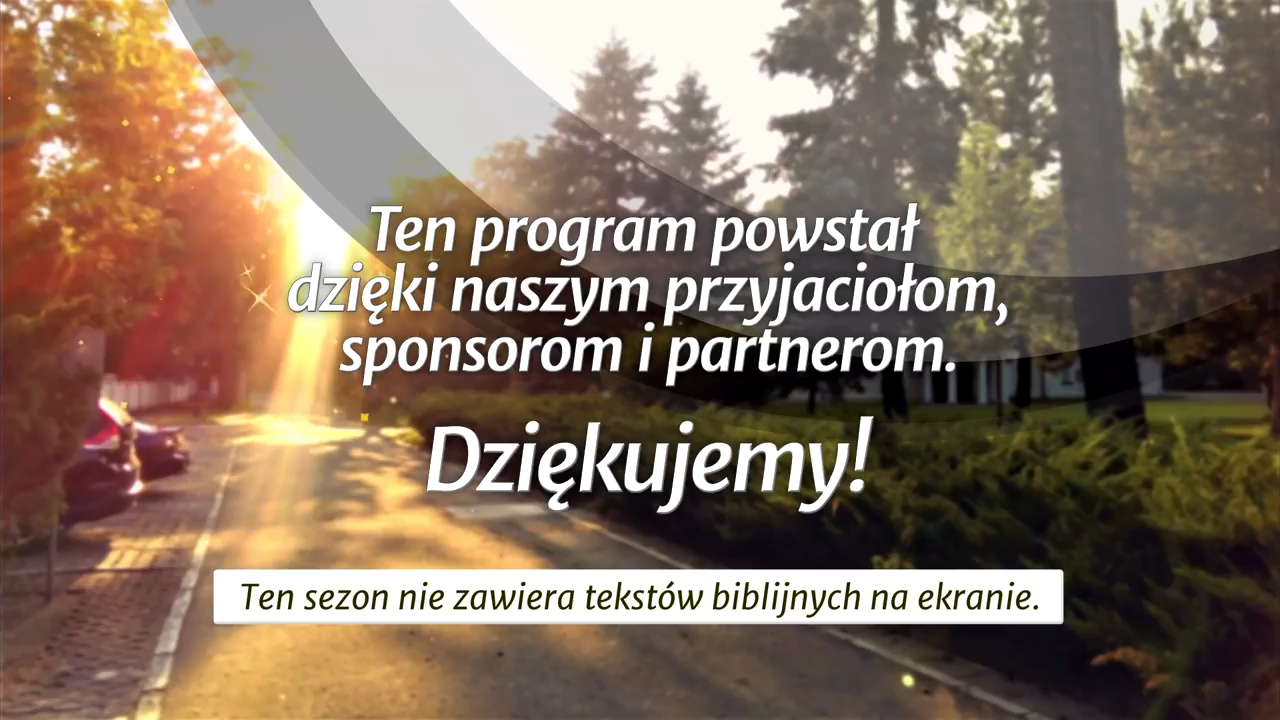 Ten program powstał
dzięki naszym przyjaciołom,
sponsorom i partnerom.
Dziękujemy!
Ten sezon nie zawiera tekstów biblijnych na ekranie.